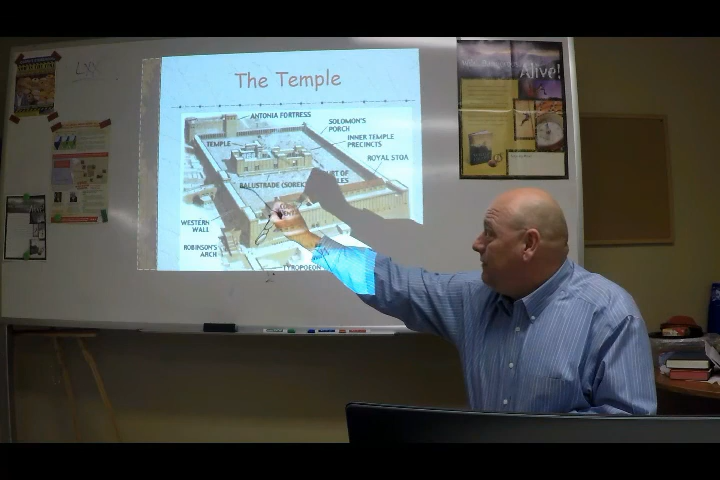 LXX
The Temple
ANTONIA FORTRESS
SOLOMON'S
PORCH
INNER TEMPLE
PRECINCTS
TEMPLE
ROYAL STOA
BALUSTRADE (SOREG
WESTERN
WALL
ROBINSON'S
ARCH
TYROPOEON
Alive!